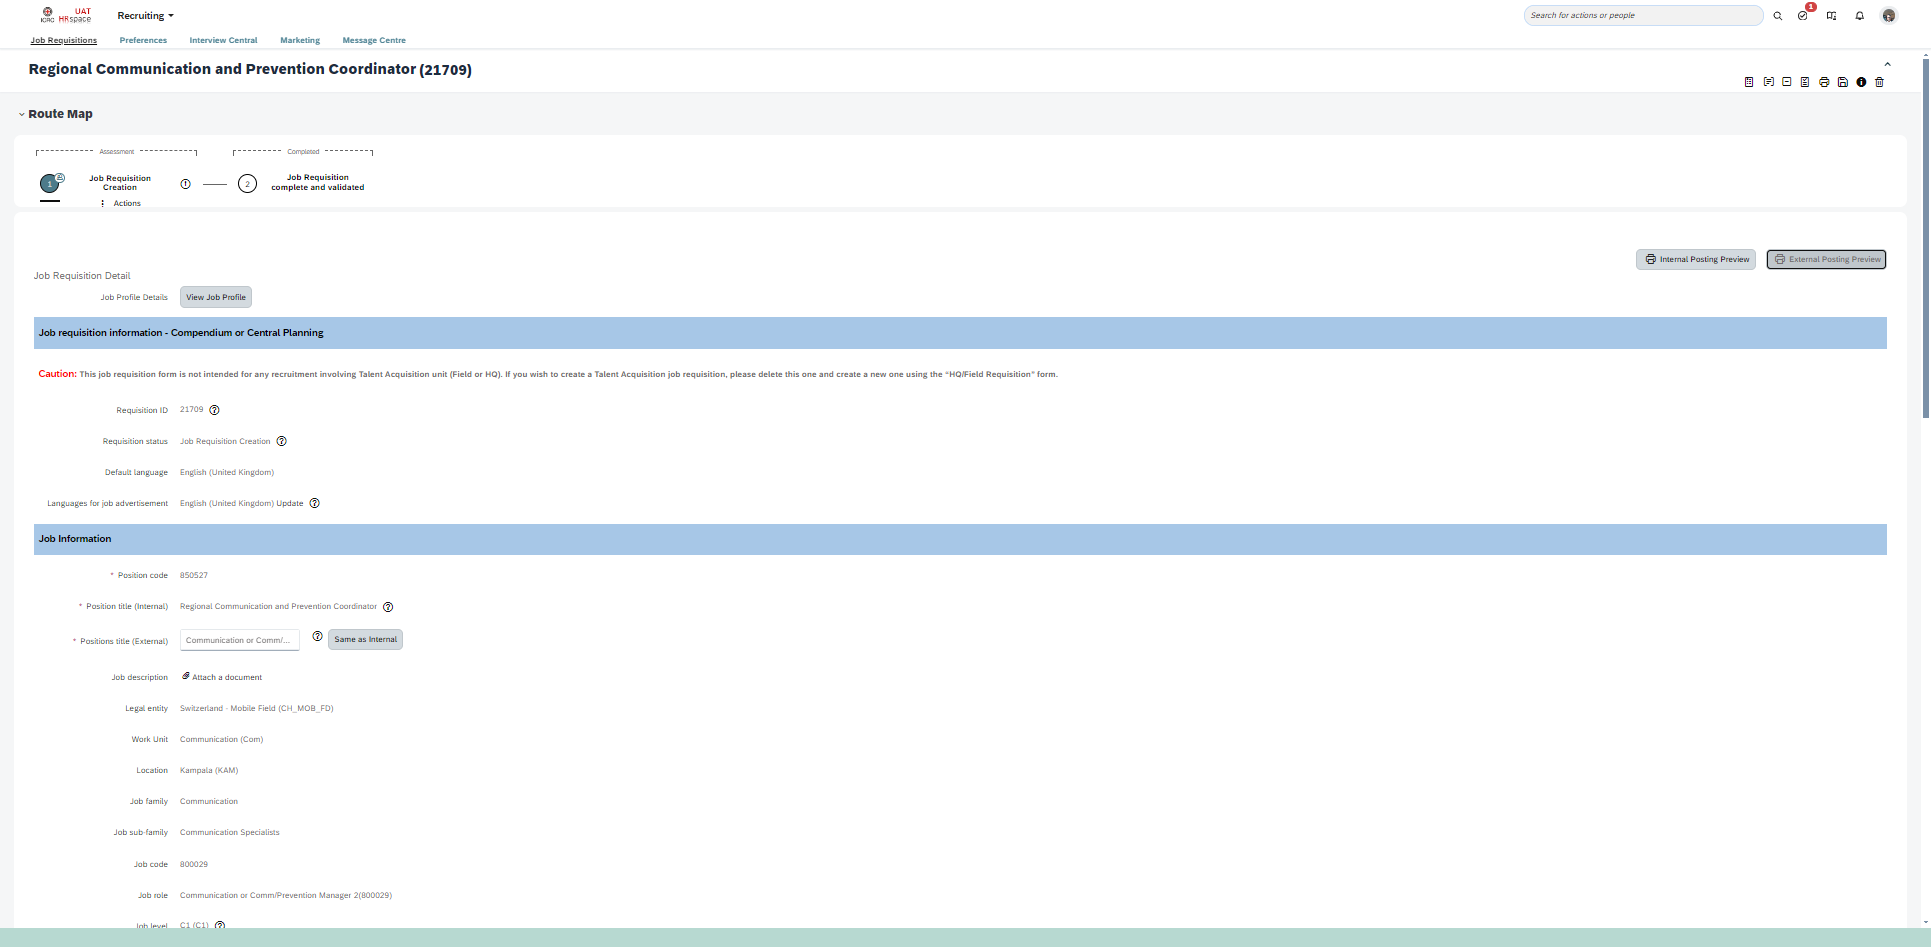 ICRC UAT HRspace Recruiting Search for actions or people 1
Job Requisitions Preferences Interview Central Marketing Message Centre
Regional Communication and Prevention Coordinator (21709)
Route Map
Assessment Completed
1 Job Requisition Creation 1 2 Job Requisition complete and validated
Actions
Internal Posting Preview External Posting Preview
Job Requisition Detail
Job Profile Details View Job Profile
Job requisition information - Compendium or Central Planning
Caution: This job requisition form is not intended for any recruitment involving Talent Acquisition unit (Field or HQ). If you wish to create a Talent Acquisition job requisition, please delete this one and create a new one using the “HQ/Field Requisition” form.
Requisition ID 21709 ?
Requisition status Job Requisition Creation ?
Default language English (United Kingdom)
Languages for job advertisement English (United Kingdom) Update ?
Job Information
* Position code 850527
* Position title (Internal) Regional Communication and Prevention Coordinator ?
* Positions title (External) Communication or Comm/... ? Same as Internal
Job description Attach a document
Legal entity Switzerland - Mobile Field (CH_MOB_FD)
Work Unit Communication (Com)
Location Kampala (KAM)
Job family Communication
Job sub-family Communication Specialists
Job code 800029
Job role Communication or Comm/Prevention Manager 2(800029)
Job level C1 (C1) ?